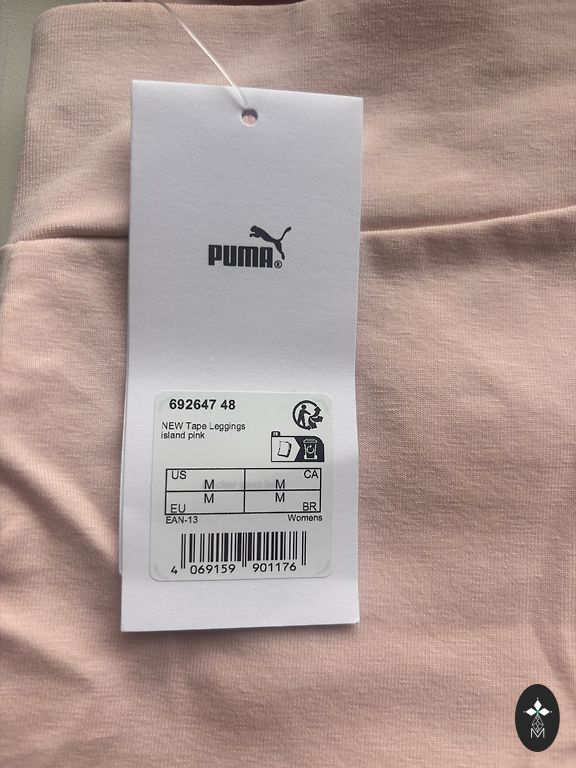 PUMA®
692647 48
NEW Tape Leggings
island pink
US M M CA
EU M M BR
EAN-13 Womens
4 069159 901176
M